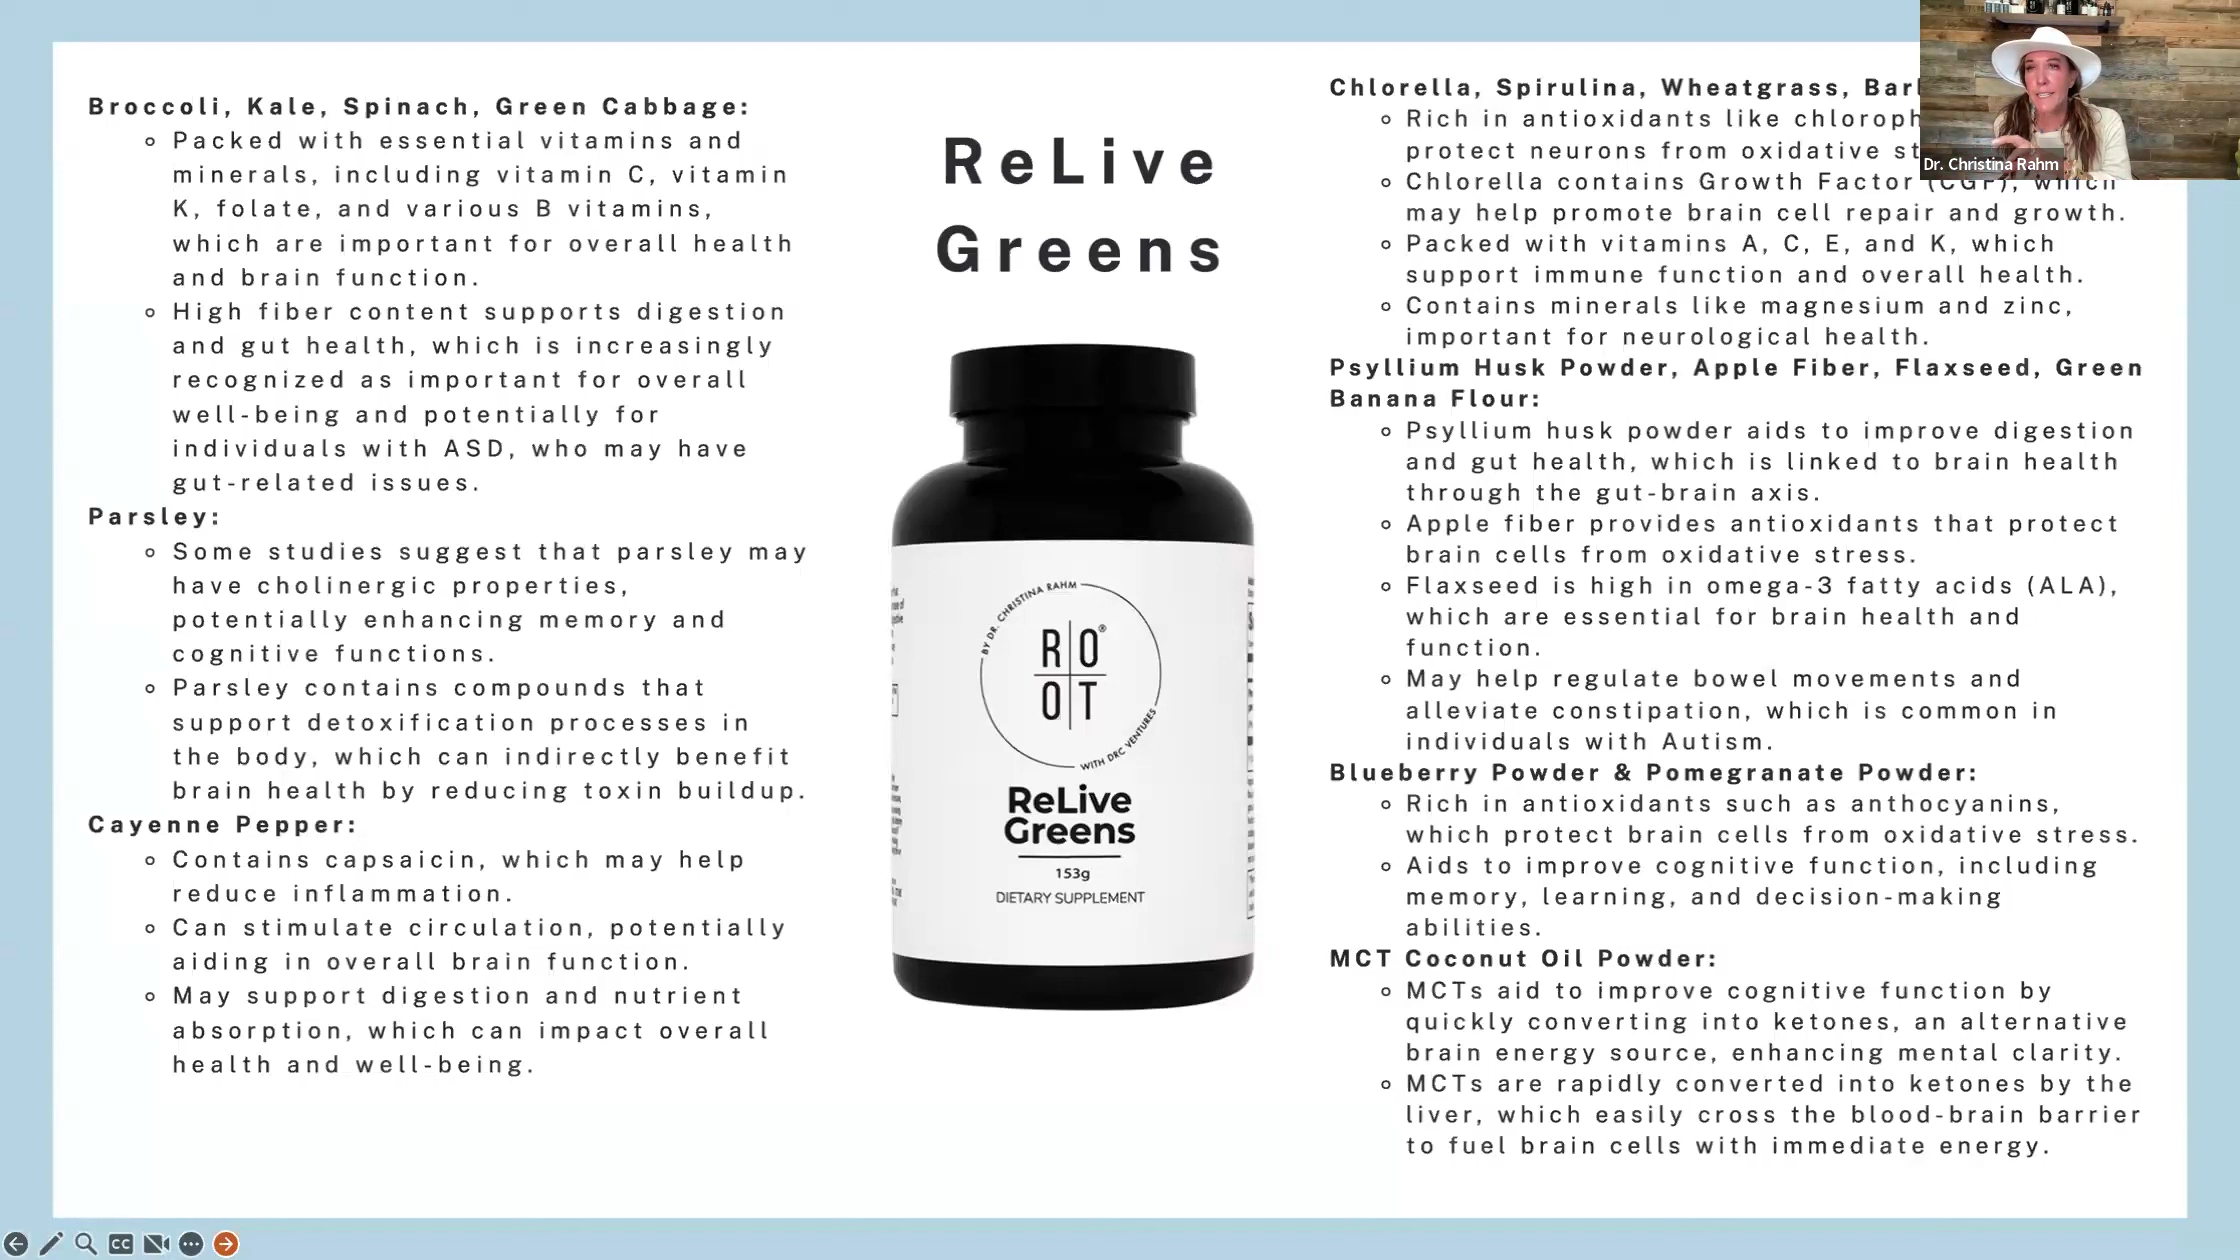 Broccoli, Kale, Spinach, Green Cabbage:
Packed with essential vitamins and
minerals, including vitamin C, vitamin
K, folate, and various B vitamins,
which are important for overall health
and brain function.
High fiber content supports digestion
and gut health, which is increasingly
recognized as important for overall
well-being and potentially for
individuals with ASD, who may have
gut-related issues.
Parsley:
Some studies suggest that parsley may
have cholinergic properties,
potentially enhancing memory and
cognitive functions.
Parsley contains compounds that
support detoxification processes in
the body, which can indirectly benefit
brain health by reducing toxin buildup.
Cayenne Pepper:
Contains capsaicin, which may help
reduce inflammation.
Can stimulate circulation, potentially
aiding in overall brain function.
May support digestion and nutrient
absorption, which can impact overall
health and well-being.
ReLive
Greens
BY DR. CHRISTINA RAHM
RO®
OT
WITH DRC VENTURES
ReLive
Greens
153g
DIETARY SUPPLEMENT
Chlorella, Spirulina, Wheatgrass,
Rich in antioxidants like
protect neurons from oxidative
Chlorella contains Growth Factor (CGF), which
may help promote brain cell repair and growth.
Packed with vitamins A, C, E, and K, which
support immune function and overall health.
Contains minerals like magnesium and zinc,
important for neurological health.
Psyllium Husk Powder, Apple Fiber, Flaxseed, Green
Banana Flour:
Psyllium husk powder aids to improve digestion
and gut health, which is linked to brain health
through the gut-brain axis.
Apple fiber provides antioxidants that protect
brain cells from oxidative stress.
Flaxseed is high in omega-3 fatty acids (ALA),
which are essential for brain health and
function.
May help regulate bowel movements and
alleviate constipation, which is common in
individuals with Autism.
Blueberry Powder & Pomegranate Powder:
Rich in antioxidants such as anthocyanins,
which protect brain cells from oxidative stress.
Aids to improve cognitive function, including
memory, learning, and decision-making
abilities.
MCT Coconut Oil Powder:
MCTs aid to improve cognitive function by
quickly converting into ketones, an alternative
brain energy source, enhancing mental clarity.
MCTs are rapidly converted into ketones by the
liver, which easily cross the blood-brain barrier
to fuel brain cells with immediate energy.
Dr. Christina Rahm
CC